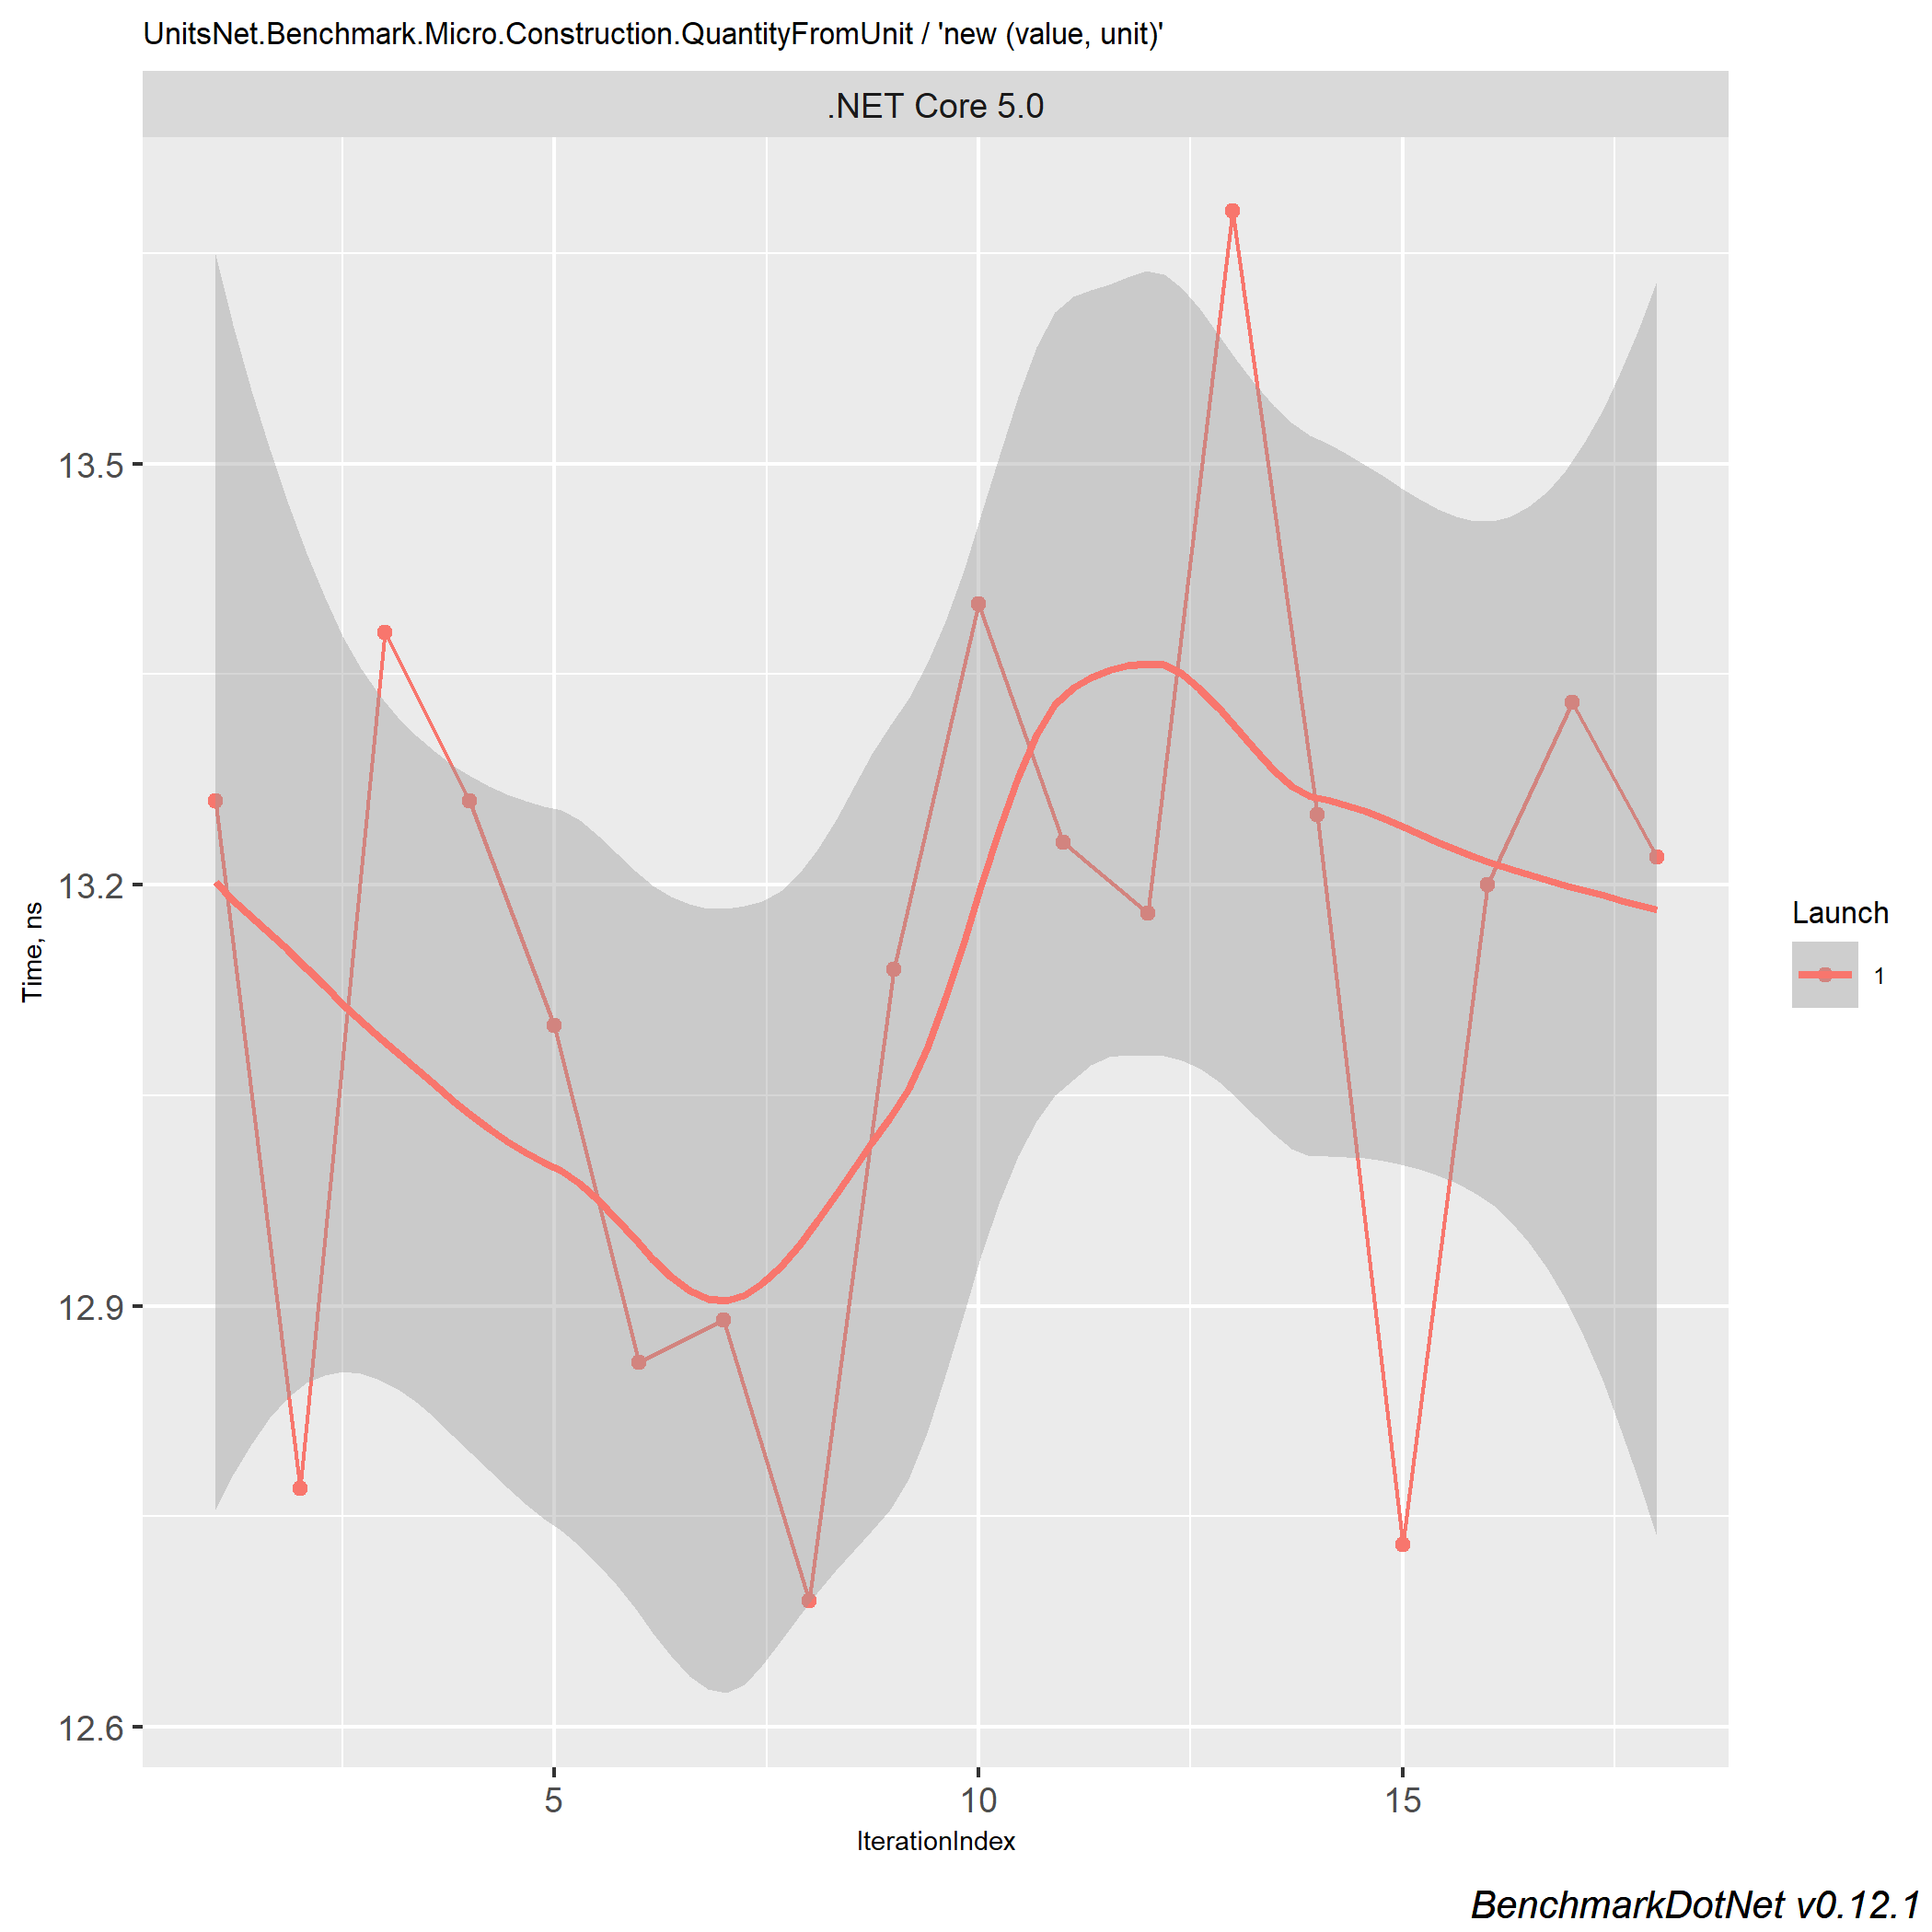 UnitsNet.Benchmark.Micro.Construction.QuantityFromUnit / 'new (value, unit)'
.NET Core 5.0
13.5
13.2
12.9
12.6
Time, ns
5 10 15
IterationIndex
Launch
1
BenchmarkDotNet v0.12.1